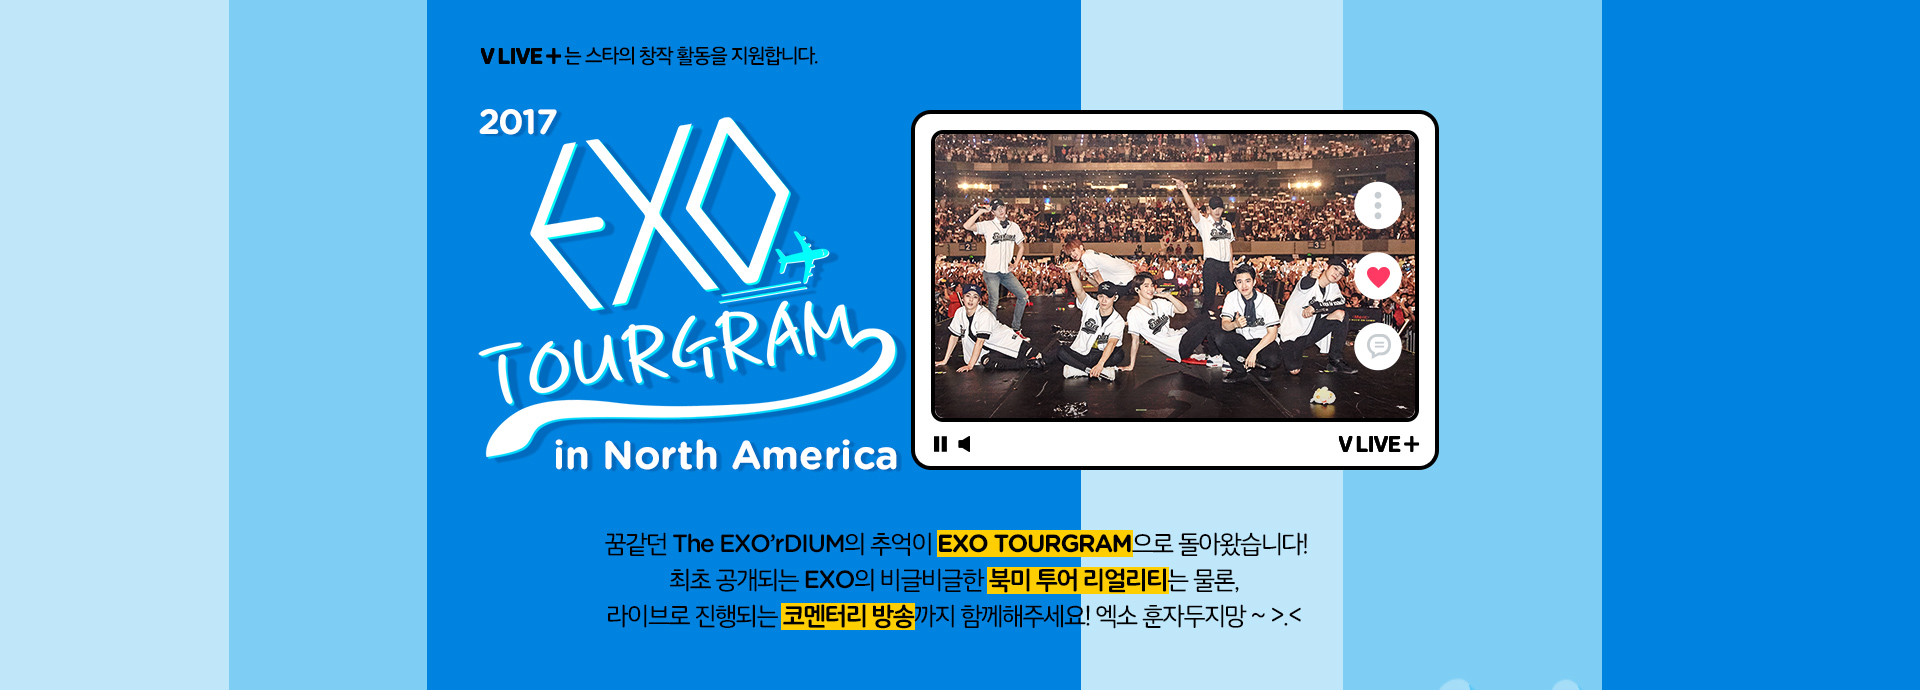 V LIVE+는 스타의 창작 활동을 지원합니다.
2017
EXO
TOURGRAM
in North America
V LIVE+
꿈같던 The EXO'rDIUM의 추억이 EXO TOURGRAM으로 돌아왔습니다!
최초 공개되는 EXO의 비글비글한 북미 투어 리얼리티는 물론,
라이브로 진행되는 코멘터리 방송까지 함께해주세요! 엑소 훈자두지망 ~ >.<